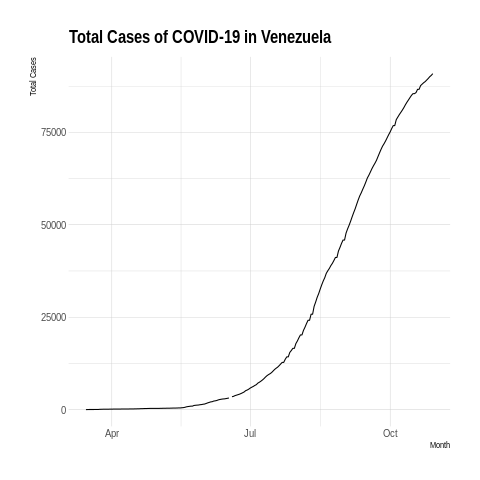 Total Cases of COVID-19 in Venezuela
Total Cases
75000
50000
25000
0
Apr Jul Oct
Month